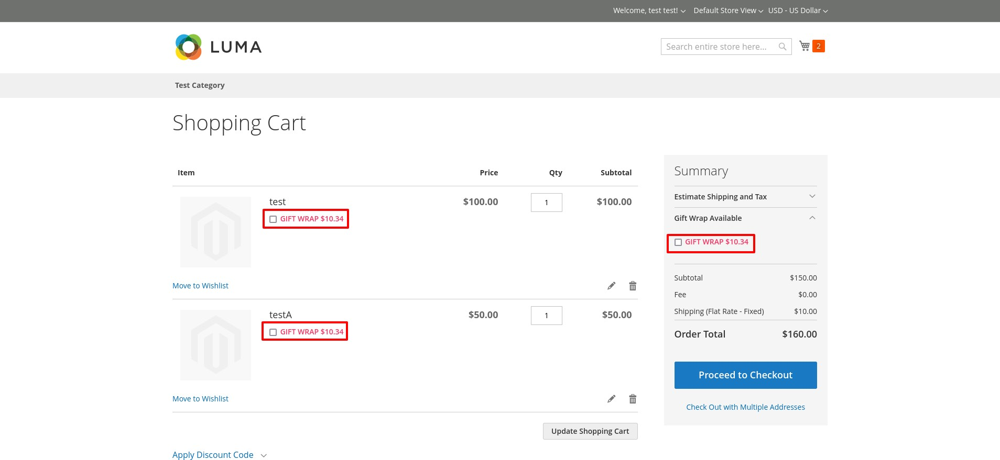 Welcome, test test! Default Store View USD - US Dollar
LUMA
Search entire store here... 2
Test Category
Shopping Cart
Item Price Qty Subtotal
test $100.00 1 $100.00
GIFT WRAP $10.34
Move to Wishlist
testA $50.00 1 $50.00
GIFT WRAP $10.34
Move to Wishlist
Update Shopping Cart
Apply Discount Code
Summary
Estimate Shipping and Tax
Gift Wrap Available
GIFT WRAP $10.34
Subtotal $150.00
Fee $0.00
Shipping (Flat Rate - Fixed) $10.00
Order Total $160.00
Proceed to Checkout
Check Out with Multiple Addresses